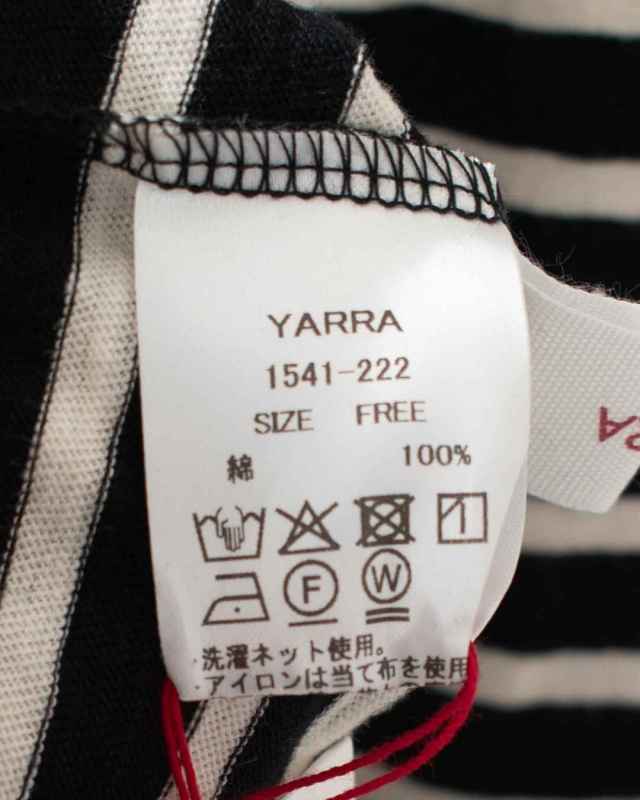 YARRA
1541-222
SIZE FREE
綿 100%
F W
・洗濯ネット使用。
・アイロンは当て布を使用
RA